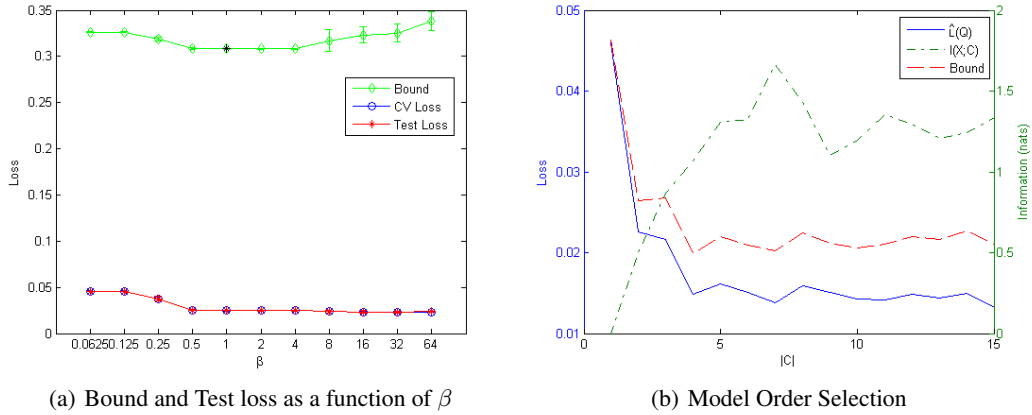 0.35
0.3
0.25
0.2
0.15
0.1
0.05
0
Loss
0.0625 0.125 0.25 0.5 1 2 4 8 16 32 64
β
Bound
CV Loss
Test Loss
(a) Bound and Test loss as a function of β
0.05
0.04
0.03
0.02
0.01
Loss
0 5 10 15
|C|
2
1.5
1
0.5
0
Information (nats)
L̂(Q)
I(X;C)
Bound
(b) Model Order Selection